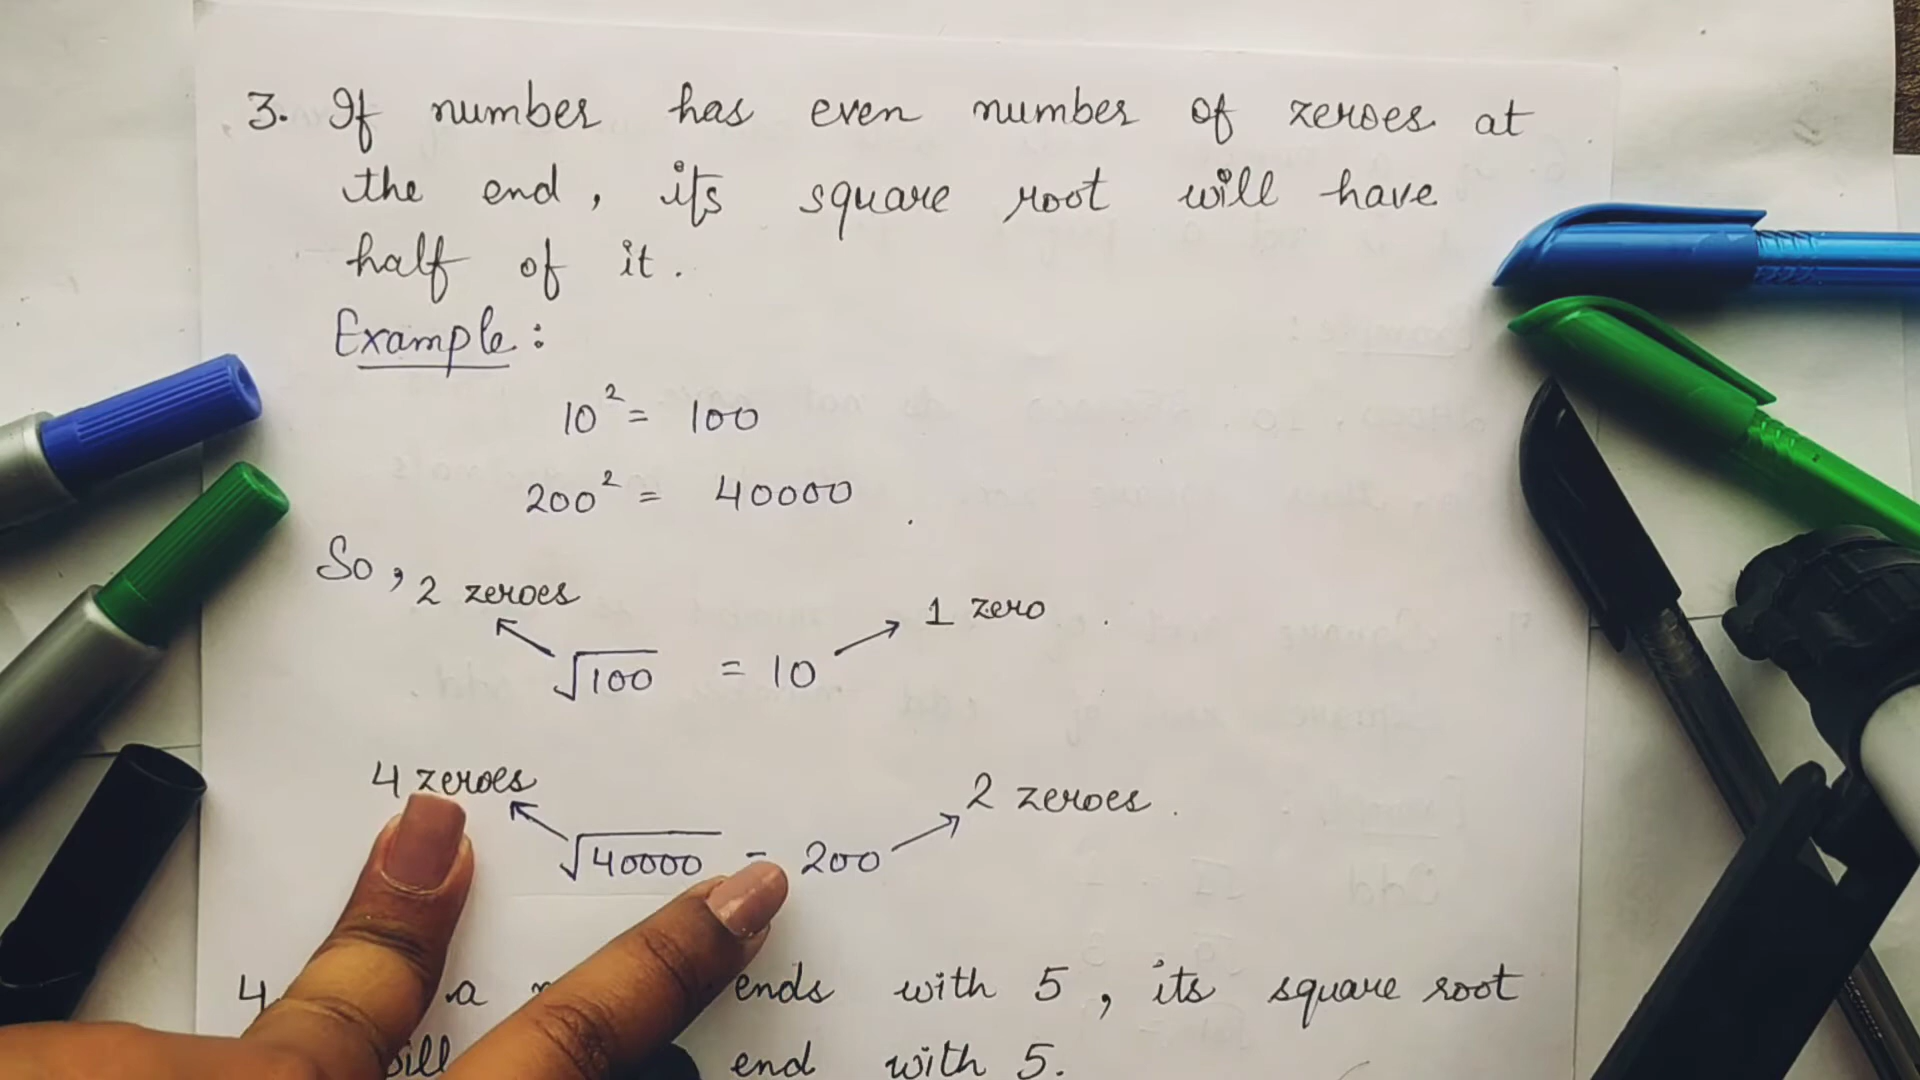 3. If number has even number of zeroes at
the end, its square root will have
half of it.
Example:
10² = 100
200² = 40000
So, 2 zeroes
1 zero
√100 = 10
4 zeroes
2 zeroes.
√40000 = 200
4. a ends with 5, its square root
end with 5.